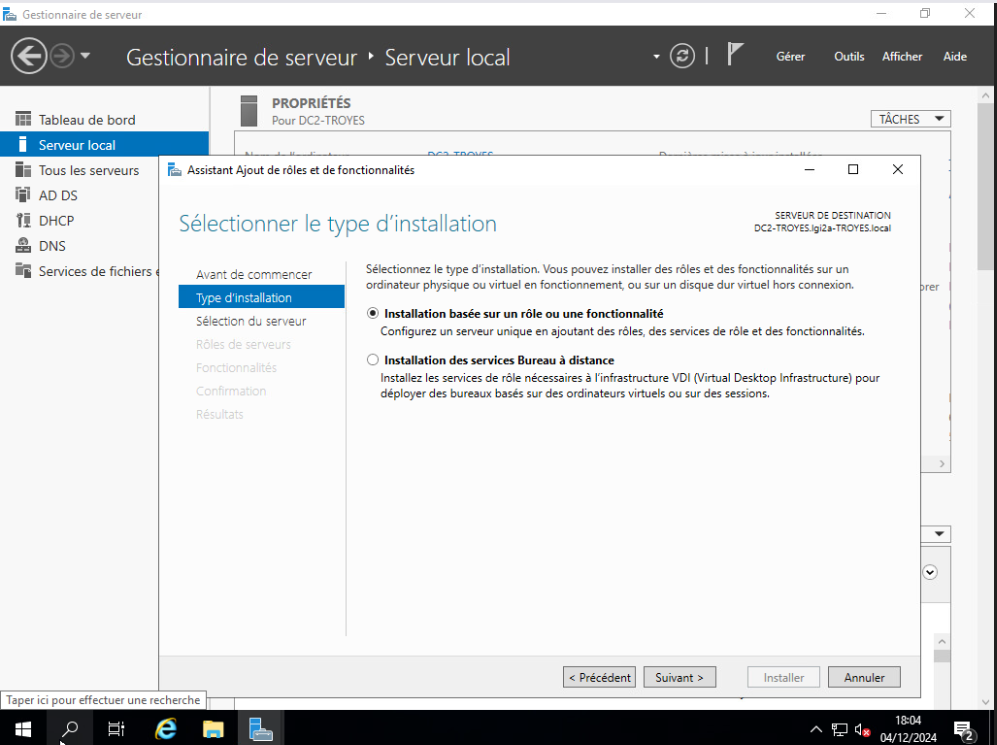 Gestionnaire de serveur
Gestionnaire de serveur ‣ Serveur local
Gérer Outils Afficher Aide
Tableau de bord
Serveur local
Tous les serveurs
AD DS
DHCP
DNS
Services de fichiers
PROPRIÉTÉS
Pour DC2-TROYES
TÂCHES
DC2-TROYES
Assistant Ajout de rôles et de fonctionnalités
Sélectionner le type d'installation
SERVEUR DE DESTINATION
DC2-TROYES.lgi2a-TROYES.local
Avant de commencer
Type d'installation
Sélection du serveur
Rôles de serveurs
Fonctionnalités
Confirmation
Résultats
Sélectionnez le type d'installation. Vous pouvez installer des rôles et des fonctionnalités sur un
ordinateur physique ou virtuel en fonctionnement, ou sur un disque dur virtuel hors connexion.
Installation basée sur un rôle ou une fonctionnalité
Configurez un serveur unique en ajoutant des rôles, des services de rôle et des fonctionnalités.
Installation des services Bureau à distance
Installez les services de rôle nécessaires à l'infrastructure VDI (Virtual Desktop Infrastructure) pour
déployer des bureaux basés sur des ordinateurs virtuels ou sur des sessions.
< Précédent Suivant > Installer Annuler
Taper ici pour effectuer une recherche
18:04
04/12/2024
2